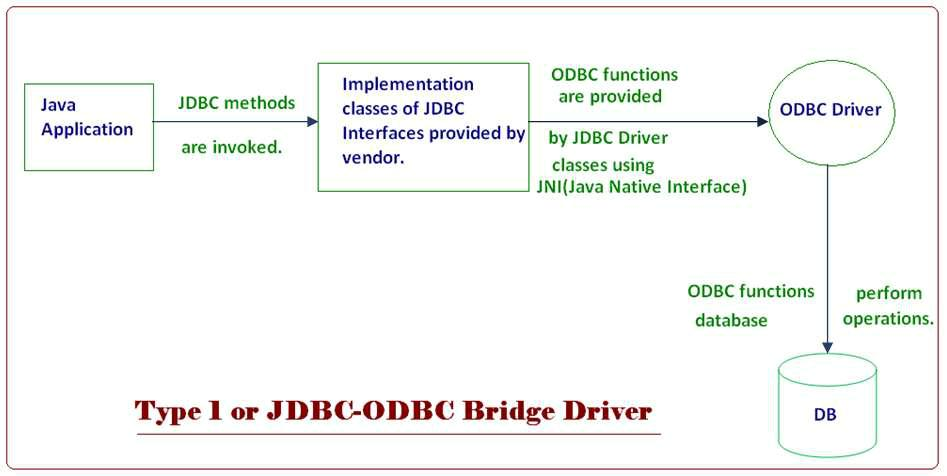 Java
Application
JDBC methods
are invoked.
Implementation
classes of JDBC
Interfaces provided by
vendor.
ODBC functions
are provided
by JDBC Driver
classes using
JNI(Java Native Interface)
ODBC Driver
ODBC functions perform
database operations.
DB
Type 1 or JDBC-ODBC Bridge Driver